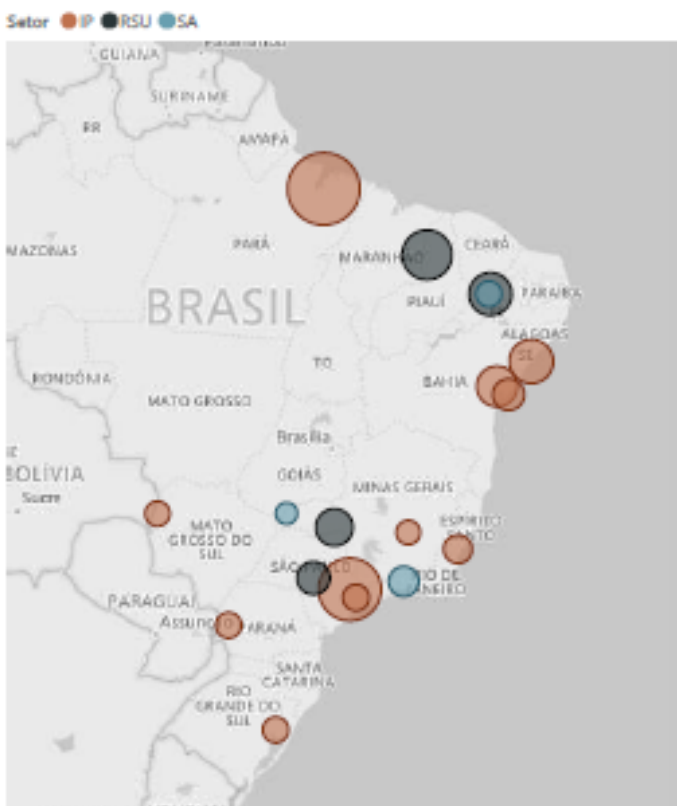 Setor IP RSU SA
GUIANA
SURINAME
RR
AMAPÁ
AMAZONAS
PARÁ
MARANHÃO
CEARÁ
BRASIL
PIAUÍ
PARAÍBA
ALAGOAS
SE
RONDÔNIA
TO
BAHIA
MATO GROSSO
Brasília
BOLÍVIA
GOIÁS
MINAS GERAIS
Sucre
MATO
GROSSO DO
SUL
ESPÍRITO
SANTO
SÃO PAULO
RIO DE
JANEIRO
PARAGUAI
Assunção
PARANÁ
SANTA
CATARINA
RIO
GRANDE DO
SUL